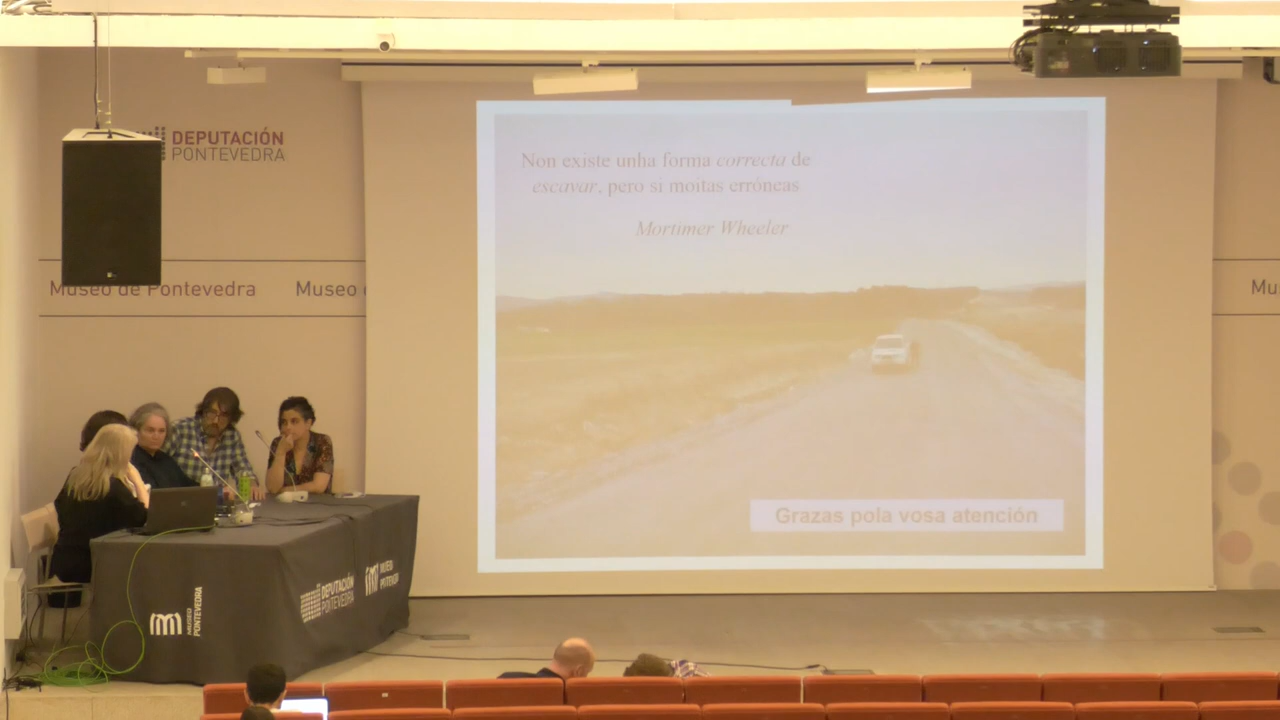 DEPUTACIÓN
PONTEVEDRA
Museo de Pontevedra
Museo
Non existe unha forma correcta de
escavar, pero si moitas erróneas
Mortimer Wheeler
Grazas pola vosa atención
MUSEO
PONTEVEDRA
DEPUTACIÓN
PONTEVEDRA
MUSEO